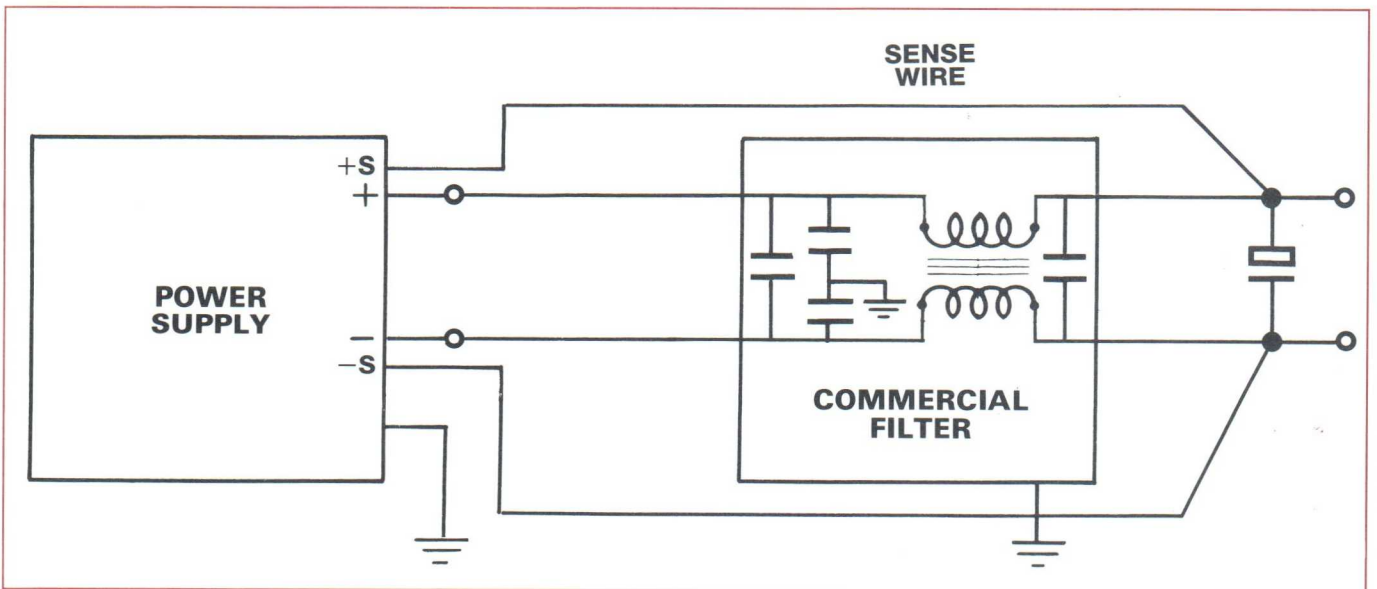 SENSE
WIRE
+S
+
POWER
SUPPLY
−
−S
COMMERCIAL
FILTER